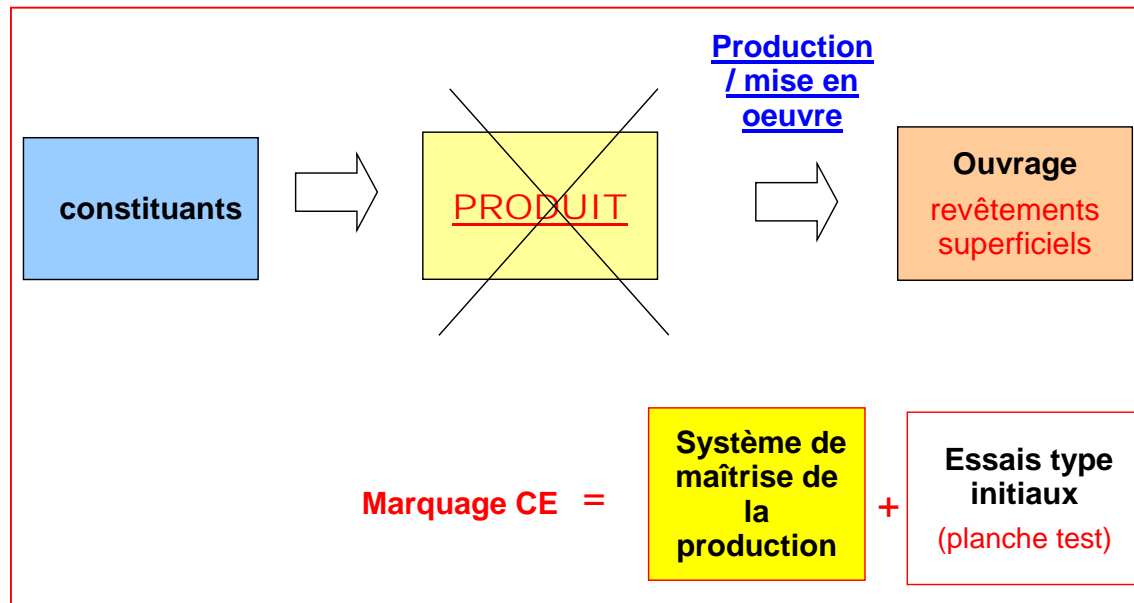 Production
/ mise en
oeuvre
constituants
PRODUIT
Ouvrage
revêtements
superficiels
Marquage CE =
Système de
maîtrise de
la
production
+
Essais type
initiaux
(planche test)